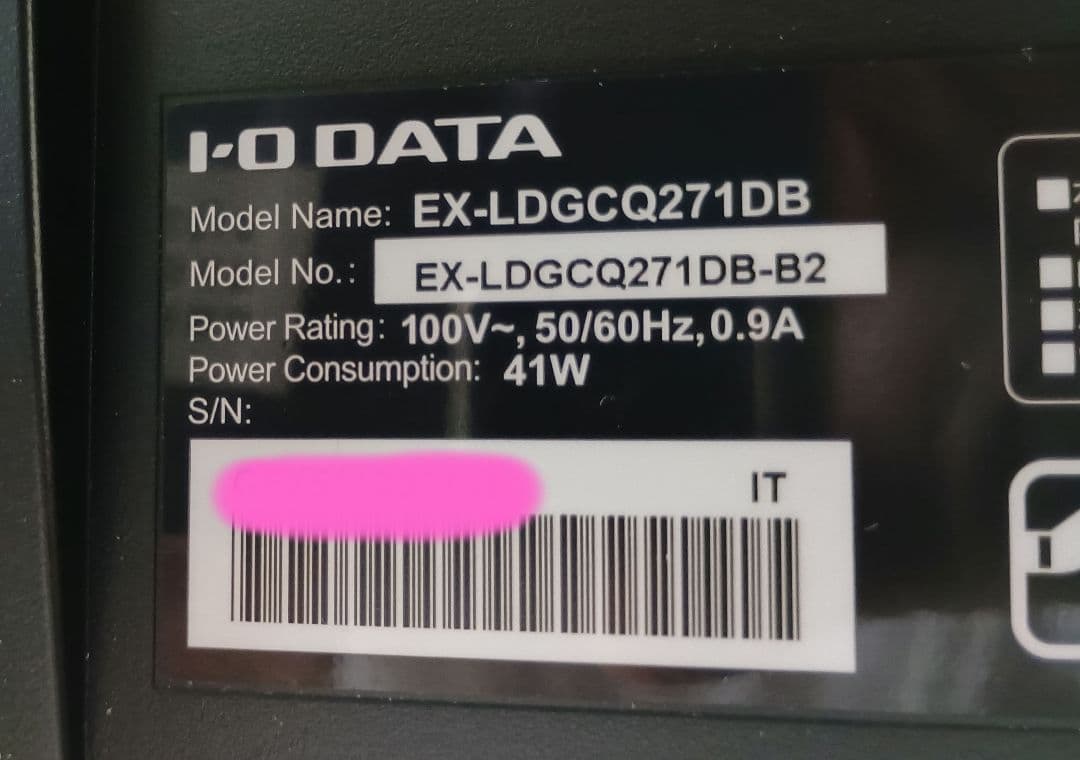 I-O DATA
Model Name: EX-LDGCQ271DB
Model No.: EX-LDGCQ271DB-B2
Power Rating: 100V~, 50/60Hz, 0.9A
Power Consumption: 41W
S/N:
IT